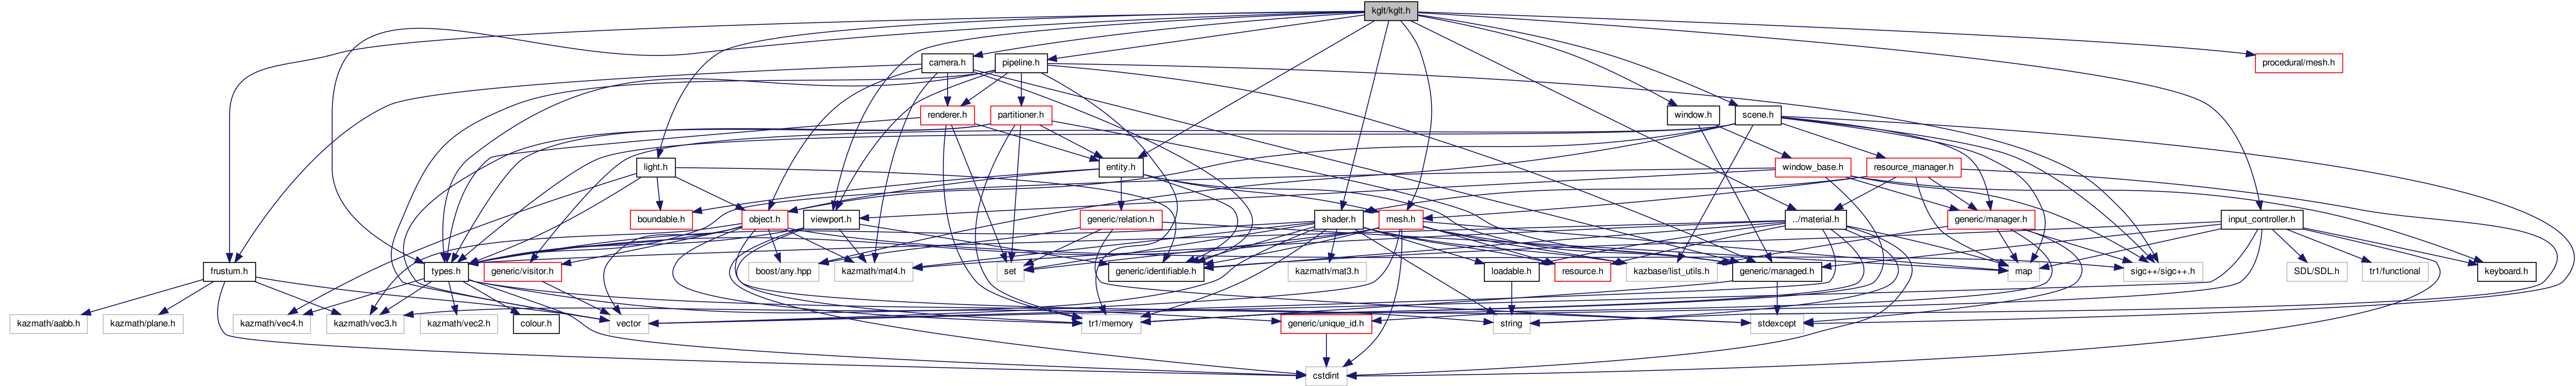 kglt/kglt.h
camera.h
pipeline.h
procedural/mesh.h
renderer.h
partitioner.h
window.h
scene.h
light.h
entity.h
window_base.h
resource_manager.h
boundable.h
object.h
viewport.h
generic/relation.h
shader.h
mesh.h
../material.h
generic/manager.h
input_controller.h
frustum.h
types.h
generic/visitor.h
boost/any.hpp
kazmath/mat4.h
set
generic/identifiable.h
kazmath/mat3.h
loadable.h
resource.h
kazbase/list_utils.h
generic/managed.h
map
sigc++/sigc++.h
SDL/SDL.h
tr1/functional
keyboard.h
kazmath/aabb.h
kazmath/plane.h
kazmath/vec4.h
kazmath/vec3.h
kazmath/vec2.h
colour.h
vector
tr1/memory
generic/unique_id.h
string
stdexcept
cstdint